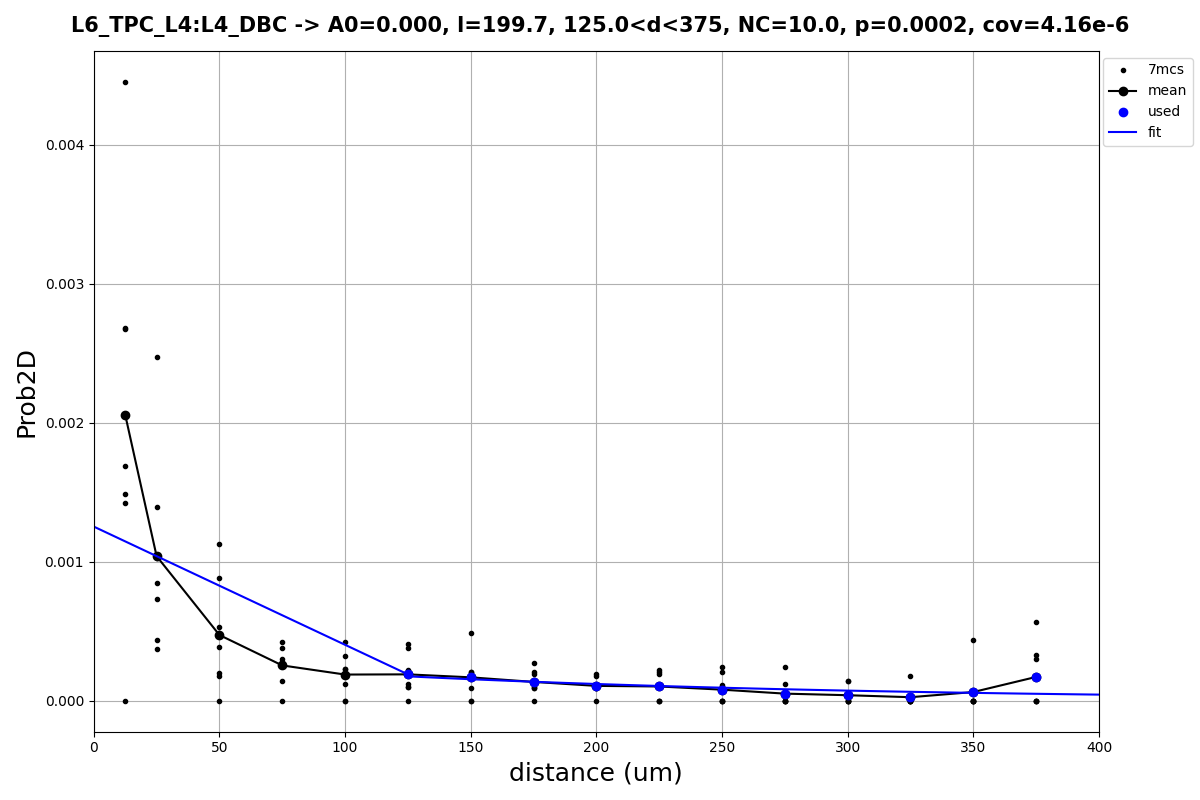 L6_TPC_L4:L4_DBC -> A0=0.000, l=199.7, 125.0<d<375, NC=10.0, p=0.0002, cov=4.16e-6
7mcs
mean
used
fit
0.004
0.003
0.002
0.001
0.000
Prob2D
0 50 100 150 200 250 300 350 400
distance (um)